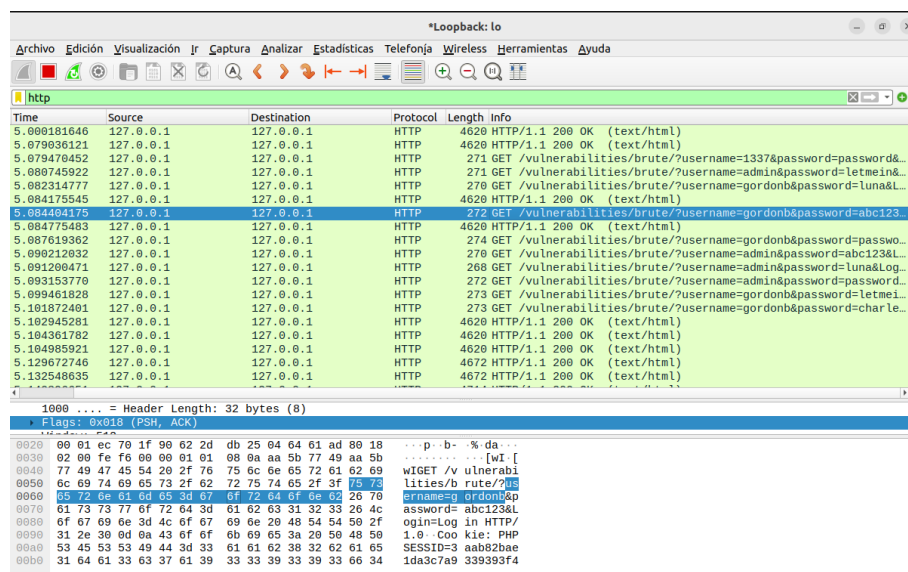 *Loopback: lo
Archivo Edición Visualización Ir Captura Analizar Estadísticas Telefonía Wireless Herramientas Ayuda
http
Time Source Destination Protocol Length Info
5.000181646 127.0.0.1 127.0.0.1 HTTP 4620 HTTP/1.1 200 OK (text/html)
5.079036121 127.0.0.1 127.0.0.1 HTTP 4620 HTTP/1.1 200 OK (text/html)
5.079470452 127.0.0.1 127.0.0.1 HTTP 271 GET /vulnerabilities/brute/?username=1337&password=password&…
5.080745922 127.0.0.1 127.0.0.1 HTTP 271 GET /vulnerabilities/brute/?username=admin&password=letmein&…
5.082314777 127.0.0.1 127.0.0.1 HTTP 270 GET /vulnerabilities/brute/?username=gordonb&password=luna&L…
5.084175545 127.0.0.1 127.0.0.1 HTTP 4620 HTTP/1.1 200 OK (text/html)
5.084404175 127.0.0.1 127.0.0.1 HTTP 272 GET /vulnerabilities/brute/?username=gordonb&password=abc123…
5.084775483 127.0.0.1 127.0.0.1 HTTP 4620 HTTP/1.1 200 OK (text/html)
5.087619362 127.0.0.1 127.0.0.1 HTTP 274 GET /vulnerabilities/brute/?username=gordonb&password=passwo…
5.090212032 127.0.0.1 127.0.0.1 HTTP 270 GET /vulnerabilities/brute/?username=admin&password=abc123&L…
5.091200471 127.0.0.1 127.0.0.1 HTTP 268 GET /vulnerabilities/brute/?username=admin&password=luna&Log…
5.093153770 127.0.0.1 127.0.0.1 HTTP 272 GET /vulnerabilities/brute/?username=admin&password=password…
5.099461828 127.0.0.1 127.0.0.1 HTTP 273 GET /vulnerabilities/brute/?username=gordonb&password=letmei…
5.101872401 127.0.0.1 127.0.0.1 HTTP 273 GET /vulnerabilities/brute/?username=gordonb&password=charle…
5.102945281 127.0.0.1 127.0.0.1 HTTP 4620 HTTP/1.1 200 OK (text/html)
5.104361782 127.0.0.1 127.0.0.1 HTTP 4620 HTTP/1.1 200 OK (text/html)
5.104985921 127.0.0.1 127.0.0.1 HTTP 4620 HTTP/1.1 200 OK (text/html)
5.129672746 127.0.0.1 127.0.0.1 HTTP 4672 HTTP/1.1 200 OK (text/html)
5.132548635 127.0.0.1 127.0.0.1 HTTP 4672 HTTP/1.1 200 OK (text/html)
1000 .... = Header Length: 32 bytes (8)
Flags: 0x018 (PSH, ACK)
0020 00 01 ec 70 1f 90 62 2d db 25 04 64 61 ad 80 18 ···p··b- ·%·da···
0030 02 00 fe f6 00 00 01 01 08 0a aa 5b 77 49 aa 5b ········ ···[wI·[
0040 77 49 47 45 54 20 2f 76 75 6c 6e 65 72 61 62 69 wIGET /v ulnerabi
0050 6c 69 74 69 65 73 2f 62 72 75 74 65 2f 3f 75 73 lities/b rute/?us
0060 65 72 6e 61 6d 65 3d 67 6f 72 64 6f 6e 62 26 70 ername=g ordonb&p
0070 61 73 73 77 6f 72 64 3d 61 62 63 31 32 33 26 4c assword= abc123&L
0080 6f 67 69 6e 3d 4c 6f 67 69 6e 20 48 54 54 50 2f ogin=Log in HTTP/
0090 31 2e 30 0d 0a 43 6f 6f 6b 69 65 3a 20 50 48 50 1.0··Coo kie: PHP
00a0 53 45 53 53 49 44 3d 33 61 61 62 38 32 62 61 65 SESSID=3 aab82bae
00b0 31 64 61 33 63 37 61 39 33 33 39 33 39 33 66 34 1da3c7a9 339393f4